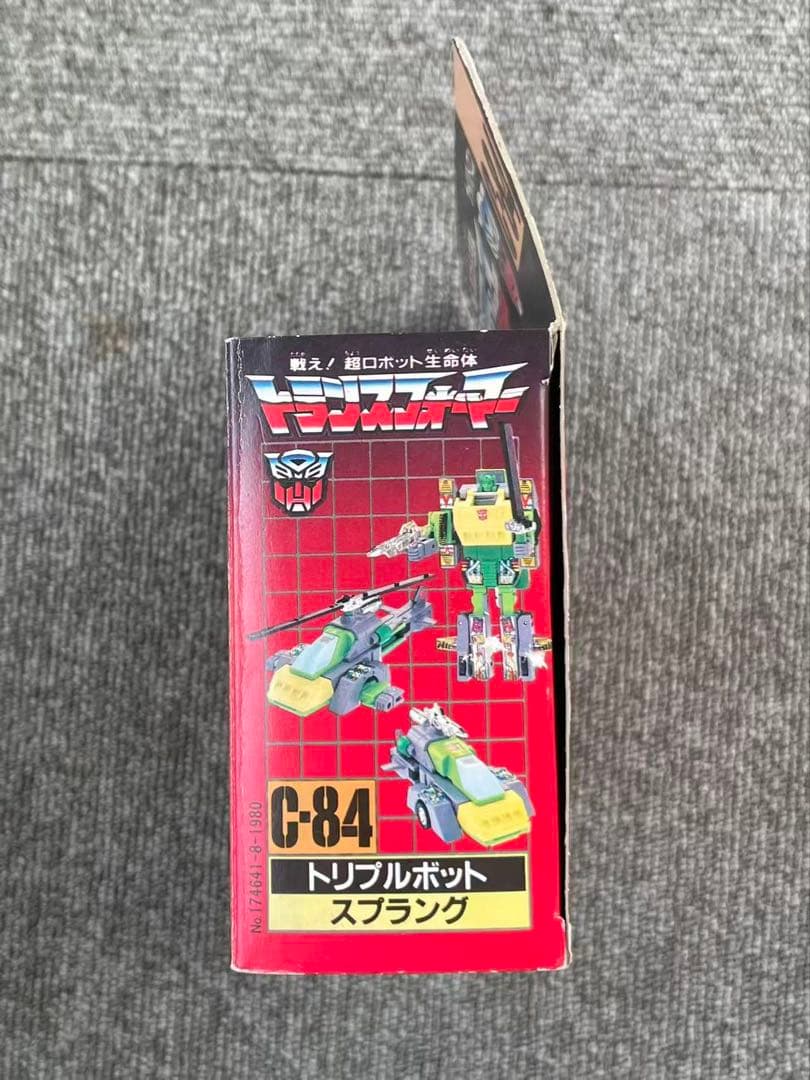 戦え！超ロボット生命体
トランスフォーマー
C-84
トリプルボット
スプラング
No.174641-8-1980